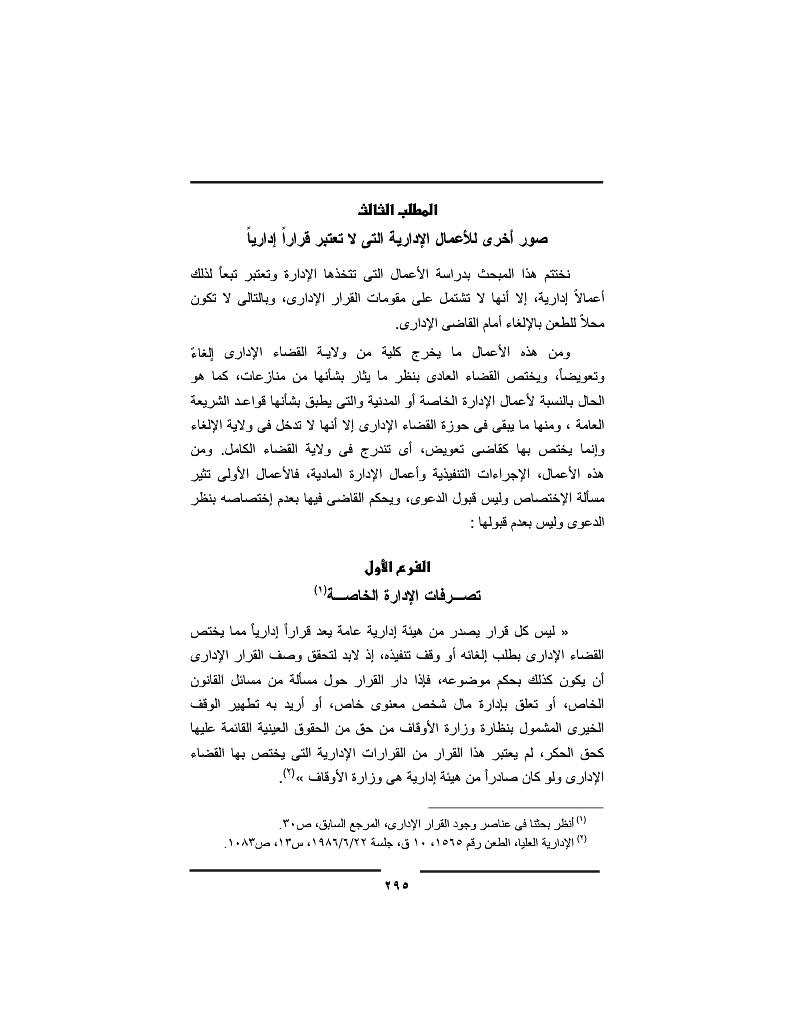 المطلب الثالث
صور أخرى للأعمال الإدارية التى لا تعتبر قراراً إدارياً
نختتم هذا المبحث بدراسة الأعمال التى تتخذها الإدارة وتعتبر تبعاً لذلك
أعمالاً إدارية، إلا أنها لا تشتمل على مقومات القرار الإدارى، وبالتالى لا تكون
محلاً للطعن بالإلغاء أمام القاضى الإدارى.
ومن هذه الأعمال ما يخرج كلية من ولاية القضاء الإدارى إلغاءً
وتعويضاً، ويختص القضاء العادى بنظر ما يثار بشأنها من منازعات، كما هو
الحال بالنسبة لأعمال الإدارة الخاصة أو المدنية والتى يطبق بشأنها قواعد الشريعة
العامة ، ومنها ما يبقى فى حوزة القضاء الإدارى إلا أنها لا تدخل فى ولاية الإلغاء
وإنما يختص بها كقاضى تعويض، أى تندرج فى ولاية القضاء الكامل. ومن
هذه الأعمال، الإجراءات التنفيذية وأعمال الإدارة المادية، فالأعمال الأولى تثير
مسألة الإختصاص وليس قبول الدعوى، ويحكم القاضى فيها بعدم إختصاصه بنظر
الدعوى وليس بعدم قبولها :
الفرع الأول
تصـــرفات الإدارة الخاصـــة(١)
« ليس كل قرار يصدر من هيئة إدارية عامة يعد قراراً إدارياً مما يختص
القضاء الإدارى بطلب إلغائه أو وقف تنفيذه، إذ لابد لتحقق وصف القرار الإدارى
أن يكون كذلك بحكم موضوعه، فإذا دار القرار حول مسألة من مسائل القانون
الخاص، أو تعلق بإدارة مال شخص معنوى خاص، أو أريد به تطهير الوقف
الخيرى المشمول بنظارة وزارة الأوقاف من حق من الحقوق العينية القائمة عليها
كحق الحكر، لم يعتبر هذا القرار من القرارات الإدارية التى يختص بها القضاء
الإدارى ولو كان صادراً من هيئة إدارية هى وزارة الأوقاف »(٢).
(١) أنظر بحثنا فى عناصر وجود القرار الإدارى، المرجع السابق، ص٣٠.
(٢) الإدارية العليا، الطعن رقم ١٥٦٥، ١٠ ق، جلسة ١٩٨٦/٦/٢٢، س١٣، ص١٠٨٣.
٢٩٥